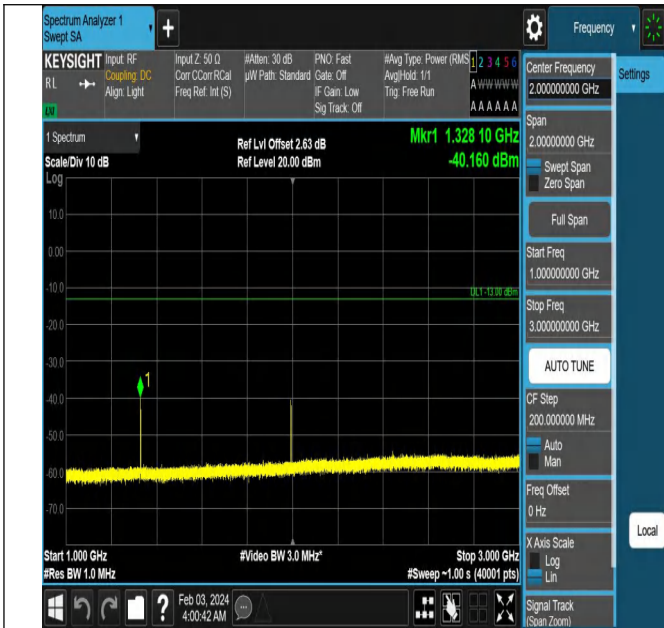 Spectrum Analyzer 1
Swept SA
Frequency
KEYSIGHT
RL
LXI
Input: RF
Coupling: DC
Align: Light
Input Z: 50 Ω
Corr CCorr RCal
Freq Ref: Int (S)
#Atten: 30 dB
µW Path: Standard
PNO: Fast
Gate: Off
IF Gain: Low
Sig Track: Off
#Avg Type: Power (RMS
Avg|Hold: 1/1
Trig: Free Run
1 2 3 4 5 6
A W W W W W
A A A A A A
1 Spectrum
Scale/Div 10 dB
Log
Ref Lvl Offset 2.63 dB
Ref Level 20.00 dBm
Mkr1 1.328 10 GHz
-40.160 dBm
10.0
0.00
-10.0
DL1 -13.00 dBm
-20.0
-30.0
1
-40.0
-50.0
-60.0
-70.0
Start 1.000 GHz
#Res BW 1.0 MHz
#Video BW 3.0 MHz*
Stop 3.000 GHz
#Sweep ~1.00 s (40001 pts)
Feb 03, 2024
4:00:42 AM
Center Frequency
2.000000000 GHz
Span
2.00000000 GHz
Swept Span
Zero Span
Full Span
Start Freq
1.000000000 GHz
Stop Freq
3.000000000 GHz
AUTO TUNE
CF Step
200.000000 MHz
Auto
Man
Freq Offset
0 Hz
X Axis Scale
Log
Lin
Signal Track
(Span Zoom)
Settings
Local